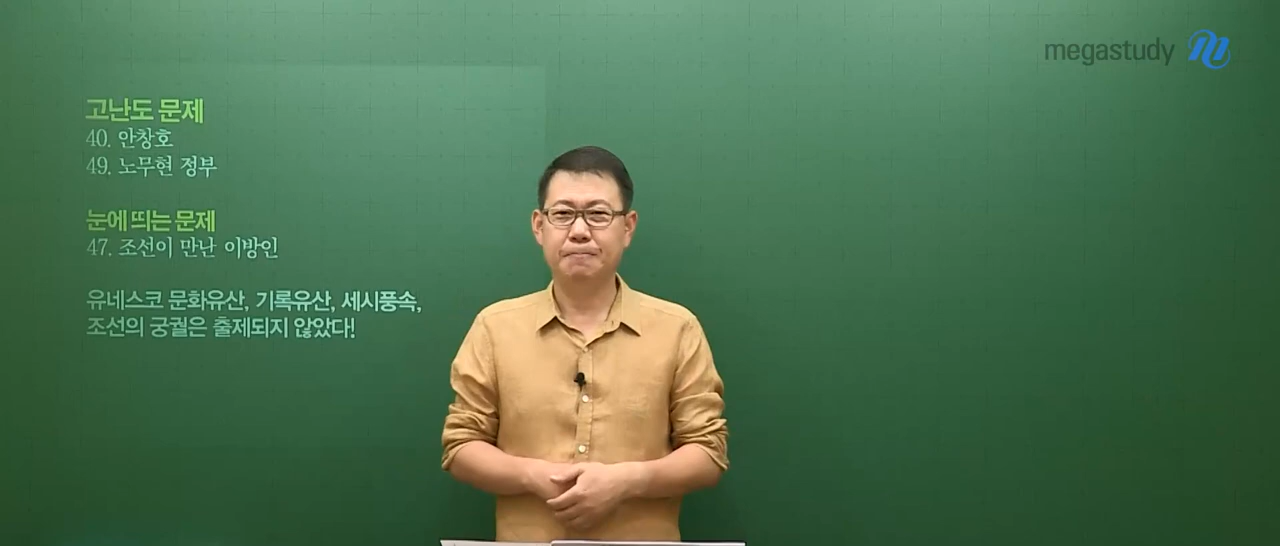 megastudy
고난도 문제
40. 안창호
49. 노무현 정부
눈에 띄는 문제
47. 조선이 만난 이방인
유네스코 문화유산, 기록유산, 세시풍속,
조선의 궁궐은 출제되지 않았다!